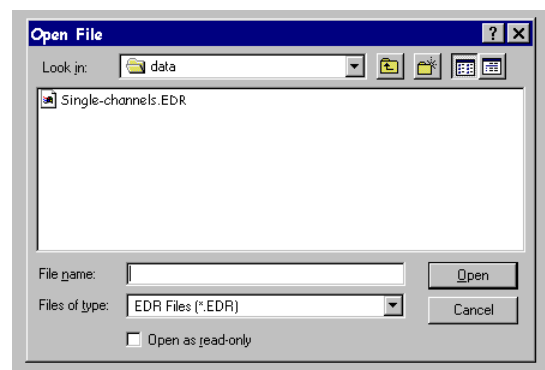 Open File
Look in: data
Single-channels.EDR
File name: Open
Files of type: EDR Files (*.EDR) Cancel
Open as read-only